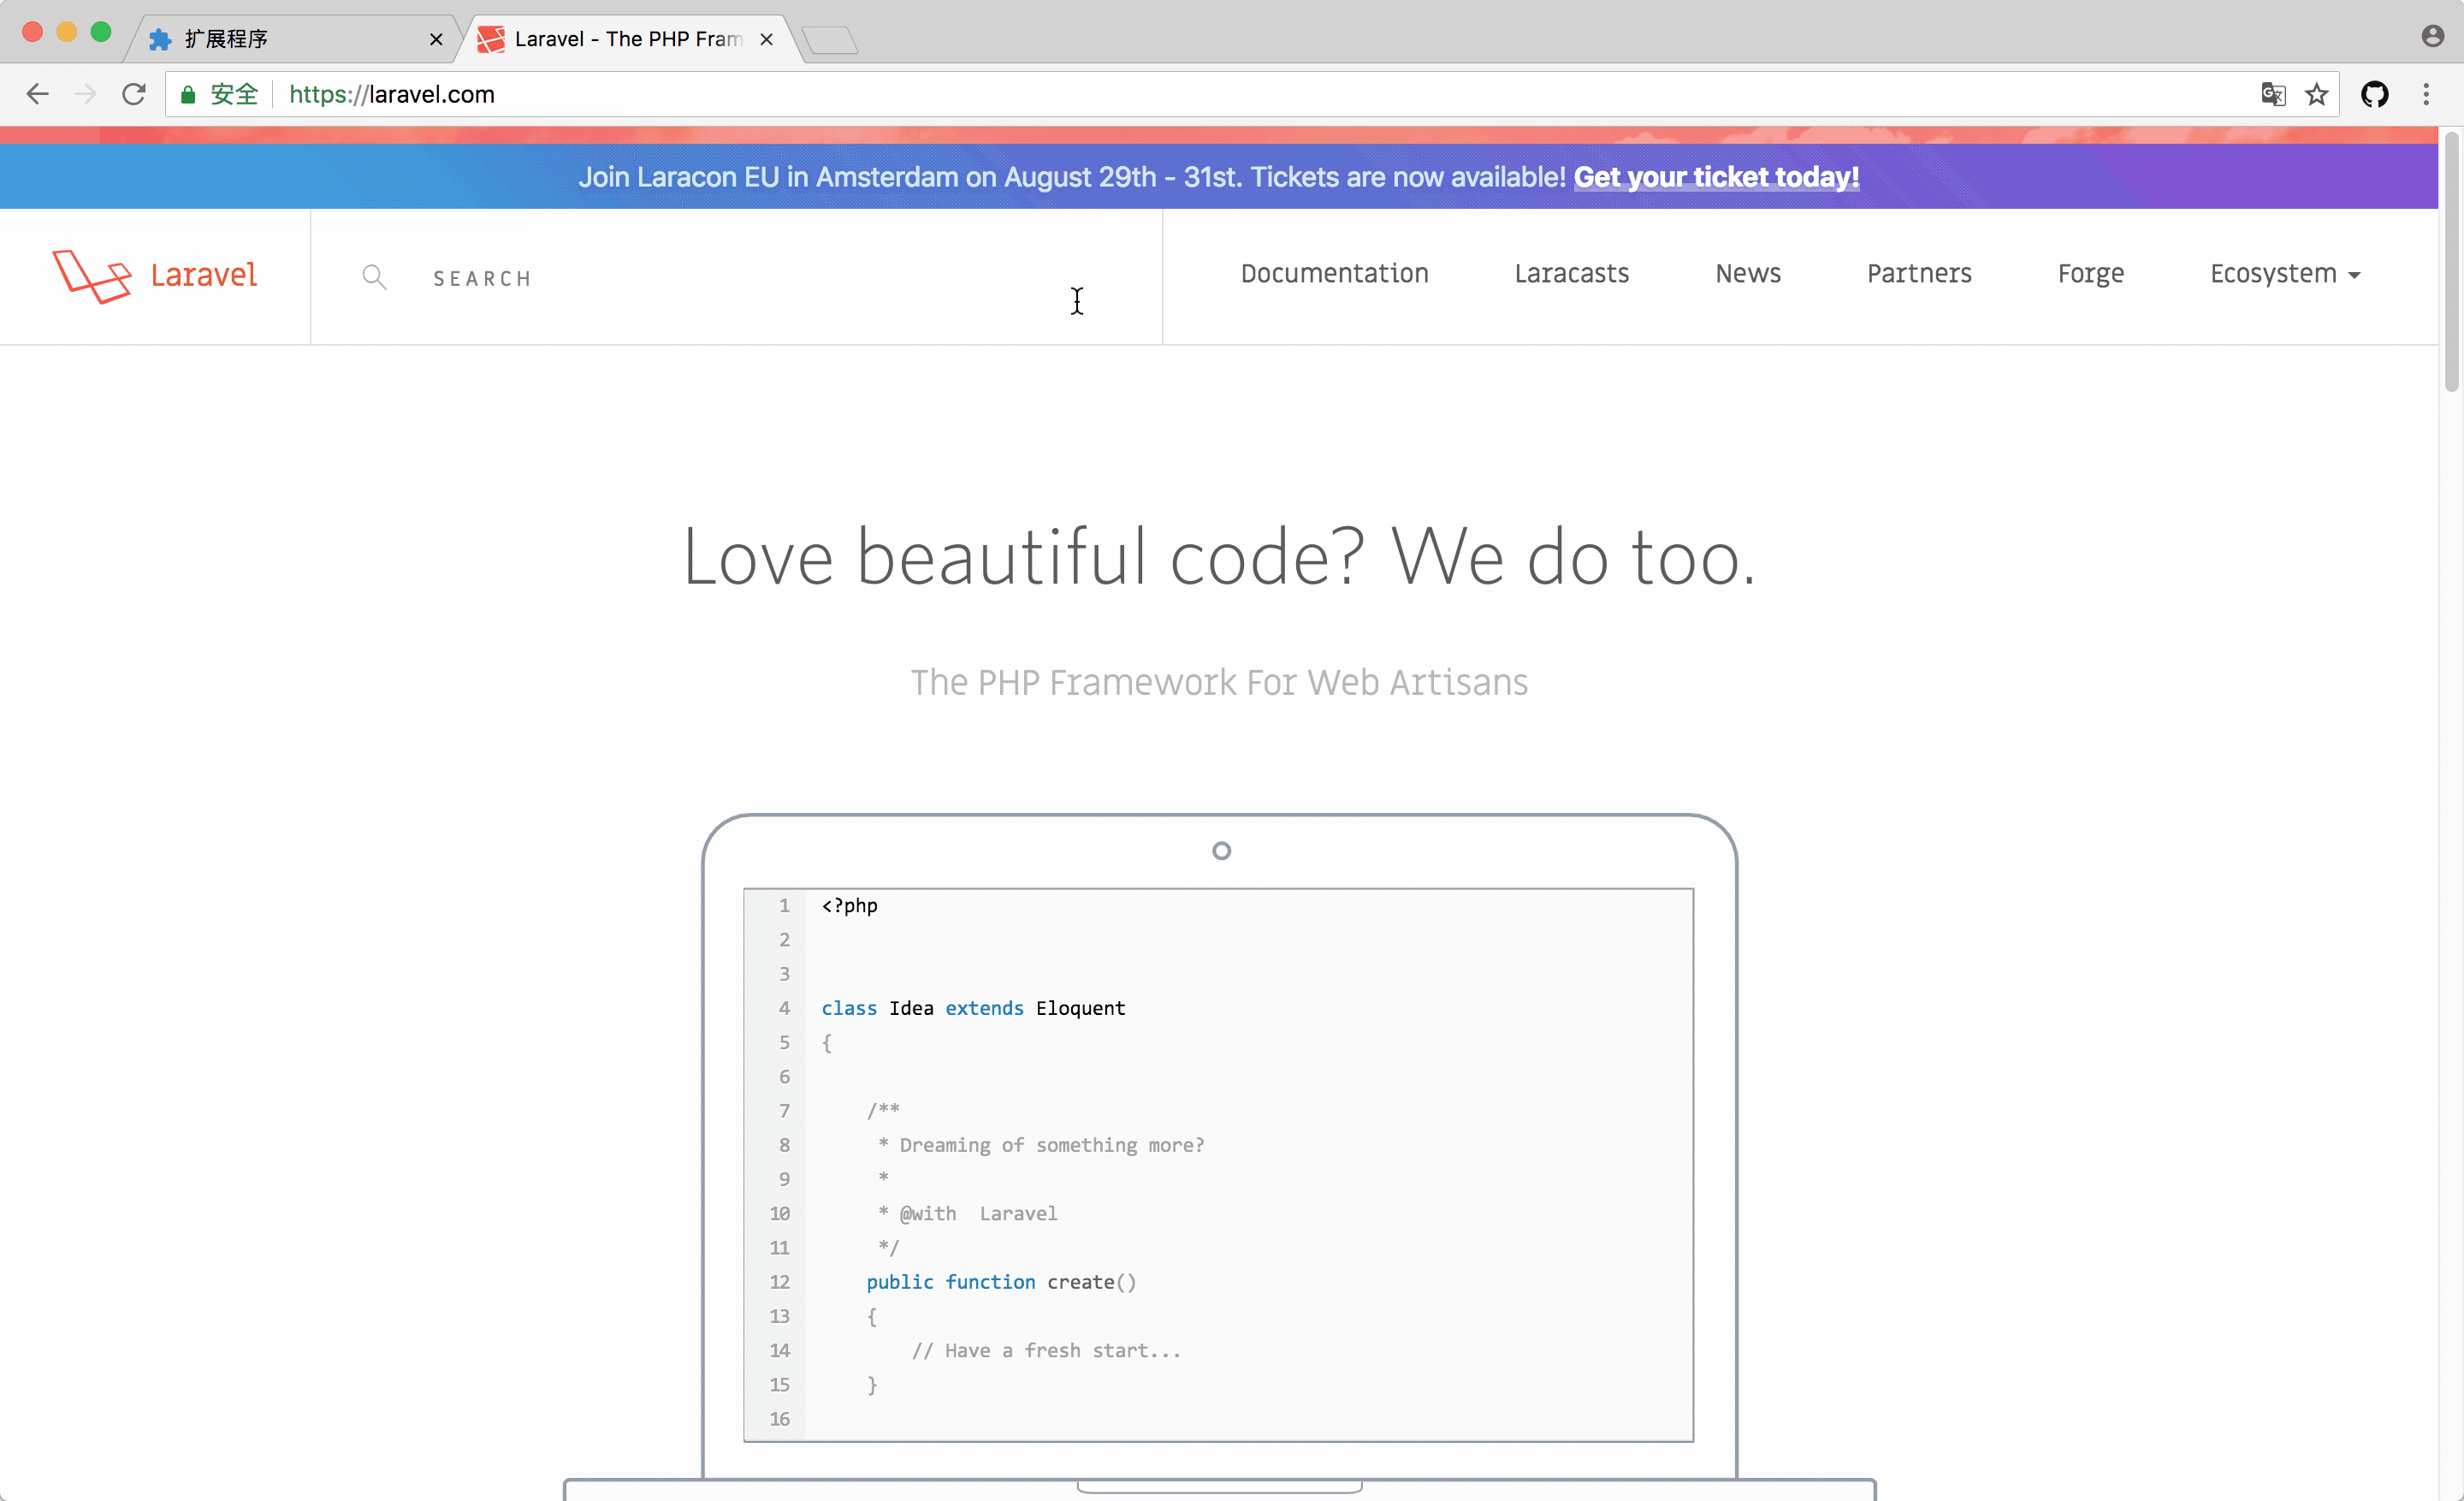 扩展程序
Laravel - The PHP Fram
安全 https://laravel.com
Join Laracon EU in Amsterdam on August 29th - 31st. Tickets are now available! Get your ticket today!
Laravel
SEARCH
Documentation Laracasts News Partners Forge Ecosystem
Love beautiful code? We do too.
The PHP Framework For Web Artisans
1 <?php
2
3
4 class Idea extends Eloquent
5 {
6
7 /**
8 * Dreaming of something more?
9 *
10 * @with  Laravel
11 */
12 public function create()
13 {
14 // Have a fresh start...
15 }
16